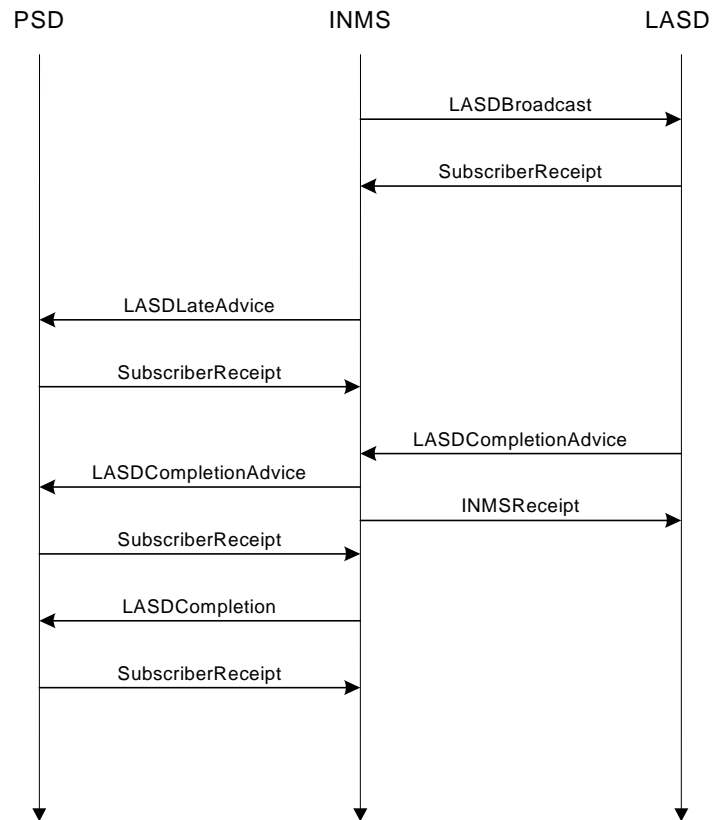 PSD
INMS
LASD
LASDBroadcast
SubscriberReceipt
LASDLateAdvice
SubscriberReceipt
LASDCompletionAdvice
LASDCompletionAdvice
INMSReceipt
SubscriberReceipt
LASDCompletion
SubscriberReceipt